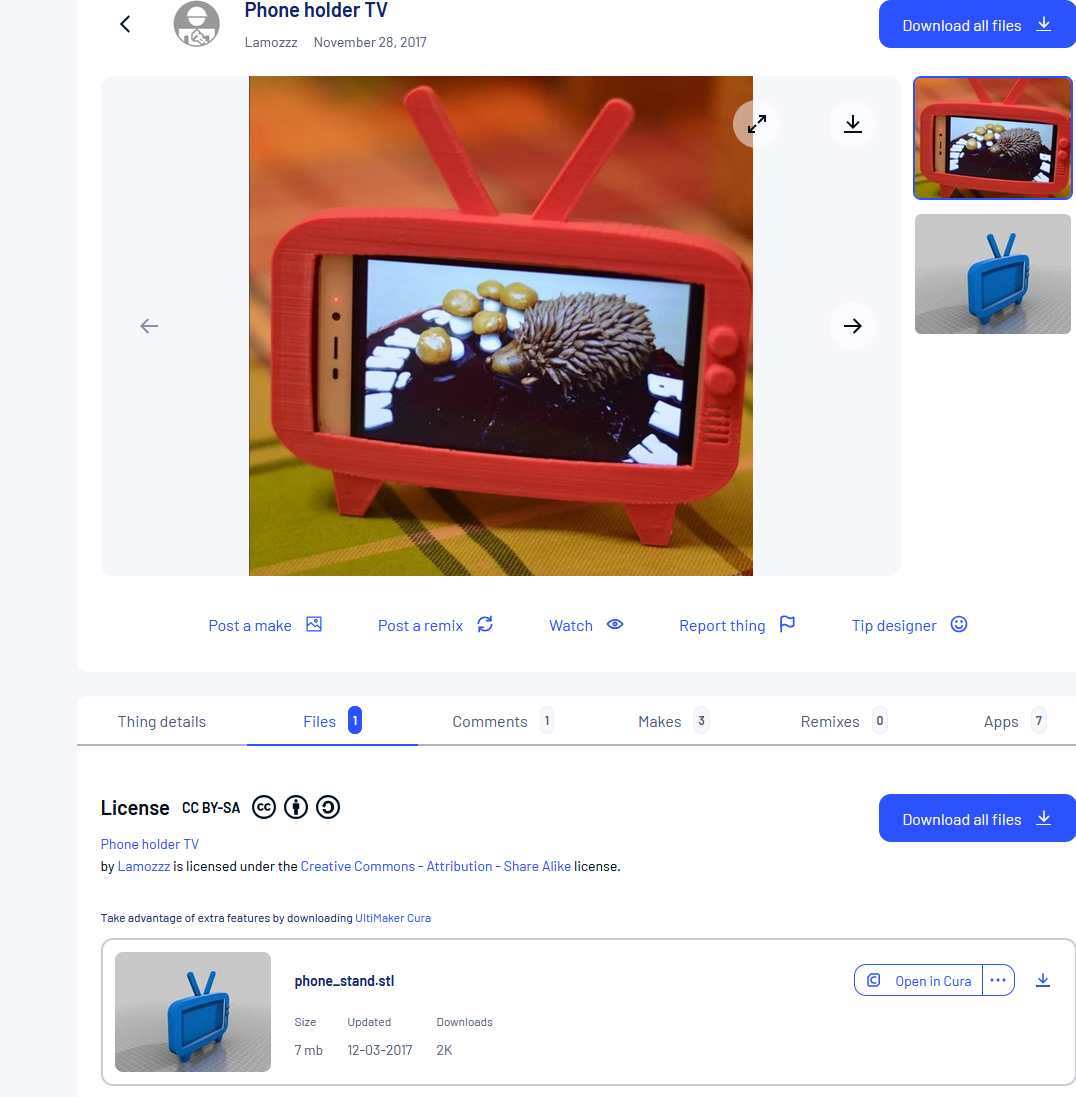 Phone holder TV
Lamozzz November 28, 2017
Download all files
Post a make
Post a remix
Watch
Report thing
Tip designer
Thing details
Files 1
Comments 1
Makes 3
Remixes 0
Apps 7
License CC BY-SA cc
Download all files
Phone holder TV
by Lamozzz is licensed under the Creative Commons - Attribution - Share Alike license.
Take advantage of extra features by downloading UltiMaker Cura
phone_stand.stl
Open in Cura
Size Updated Downloads
7 mb 12-03-2017 2K